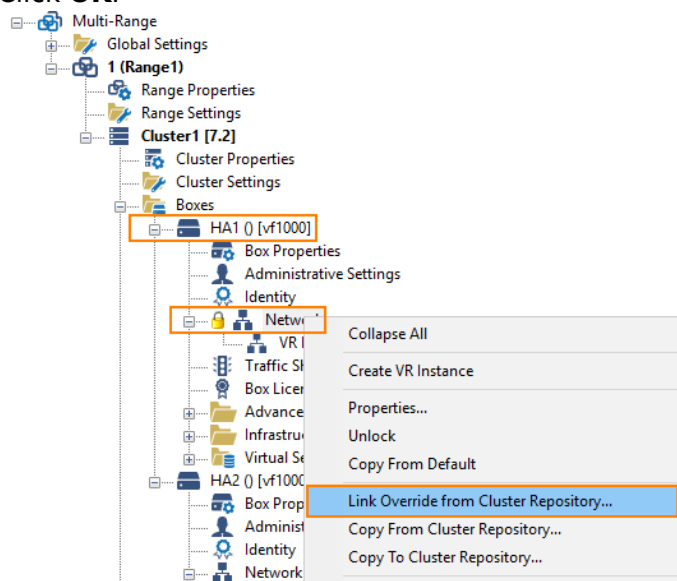 Click OK.
Multi-Range
Global Settings
1 (Range1)
Range Properties
Range Settings
Cluster1 [7.2]
Cluster Properties
Cluster Settings
Boxes
HA1 () [vf1000]
Box Properties
Administrative Settings
Identity
Network
VR I
Traffic Sh
Box Licen
Advance
Infrastru
Virtual Se
HA2 () [vf1000
Box Prop
Administ
Identity
Network
Collapse All
Create VR Instance
Properties...
Unlock
Copy From Default
Link Override from Cluster Repository...
Copy From Cluster Repository...
Copy To Cluster Repository...